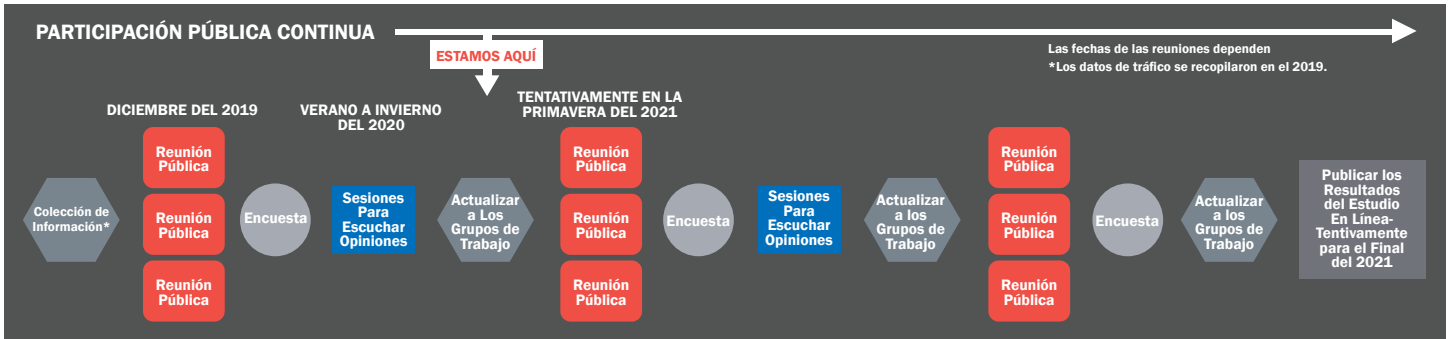 PARTICIPACIÓN PÚBLICA CONTINUA
ESTAMOS AQUÍ
Las fechas de las reuniones dependen
*Los datos de tráfico se recopilaron en el 2019.
DICIEMBRE DEL 2019
VERANO A INVIERNO
DEL 2020
TENTATIVAMENTE EN LA
PRIMAVERA DEL 2021
Colección de
Información*
Reunión
Pública
Reunión
Pública
Reunión
Pública
Encuesta
Sesiones
Para
Escuchar
Opiniones
Actualizar
a Los
Grupos de
Trabajo
Reunión
Pública
Reunión
Pública
Reunión
Pública
Encuesta
Sesiones
Para
Escuchar
Opiniones
Actualizar
a los
Grupos de
Trabajo
Reunión
Pública
Reunión
Pública
Reunión
Pública
Encuesta
Actualizar
a los
Grupos de
Trabajo
Publicar los
Resultados
del Estudio
En Línea-
Tentivamente
para el Final
del 2021